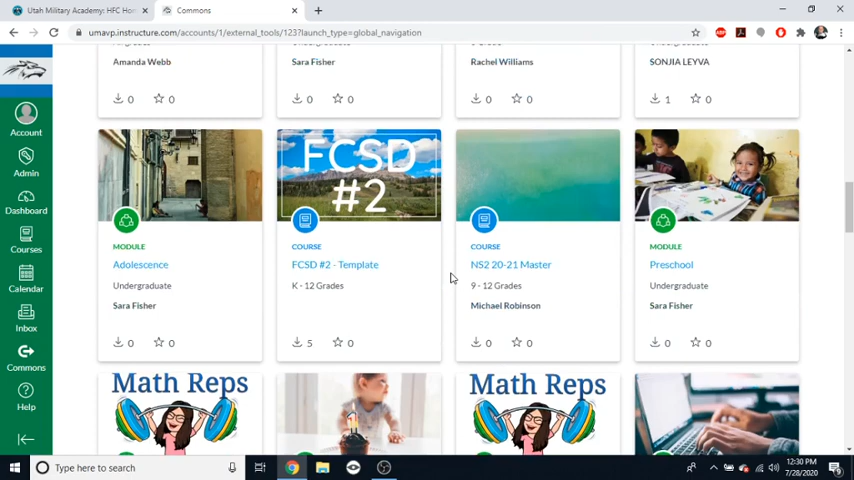 Utah Military Academy: HFC Hom
Commons
umavp.instructure.com/accounts/1/external_tools/123?launch_type=global_navigation
Account
Admin
Dashboard
Courses
Calendar
Inbox
Commons
Help
Amanda Webb
0
0
Sara Fisher
0
0
Rachel Williams
0
0
SONJIA LEYVA
1
0
MODULE
Adolescence
Undergraduate
Sara Fisher
0
0
FCSD
#2
COURSE
FCSD #2 - Template
K - 12 Grades
5
0
COURSE
NS2 20-21 Master
9 - 12 Grades
Michael Robinson
0
0
MODULE
Preschool
Undergraduate
Sara Fisher
0
0
Math Reps
Math Reps
Type here to search
12:30 PM
7/28/2020